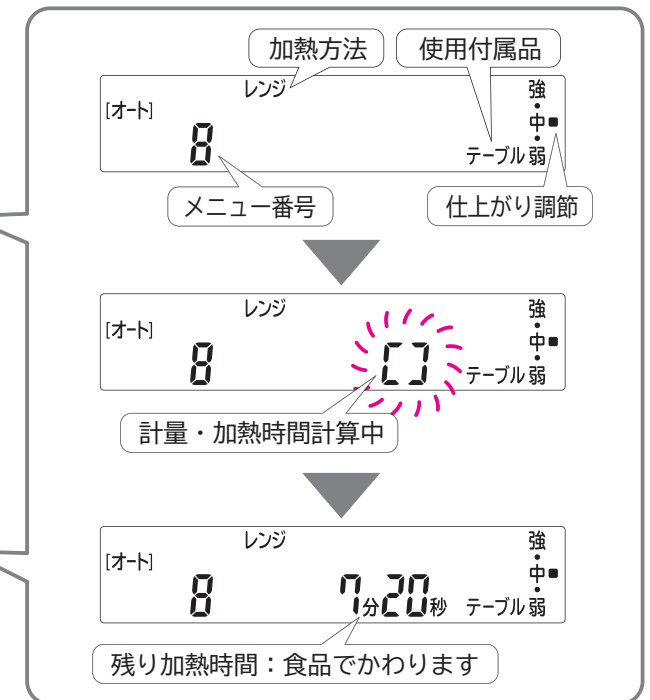 加熱方法 使用付属品
レンジ 強
[オート] 中
8 テーブル 弱
メニュー番号 仕上がり調節
レンジ 強
[オート] 中
8 テーブル 弱
計量・加熱時間計算中
レンジ 強
[オート] 中
8 7分20秒 テーブル 弱
残り加熱時間：食品でかわります